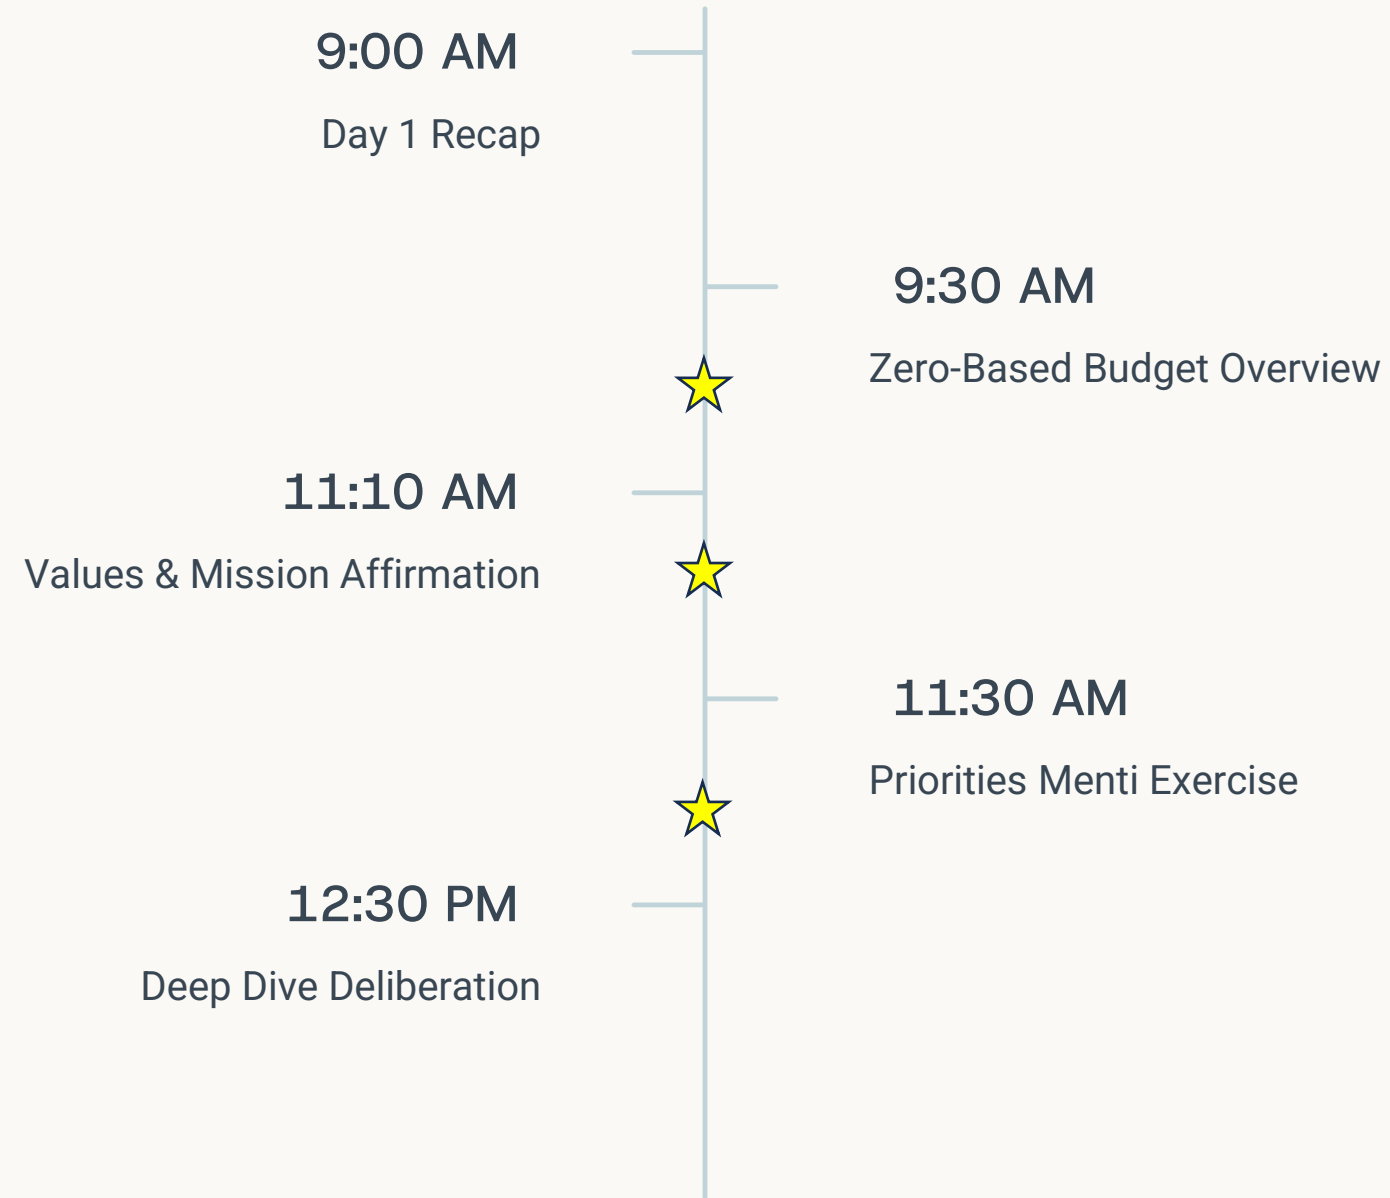 9:00 AM
Day 1 Recap
9:30 AM
Zero-Based Budget Overview
11:10 AM
Values & Mission Affirmation
11:30 AM
Priorities Menti Exercise
12:30 PM
Deep Dive Deliberation